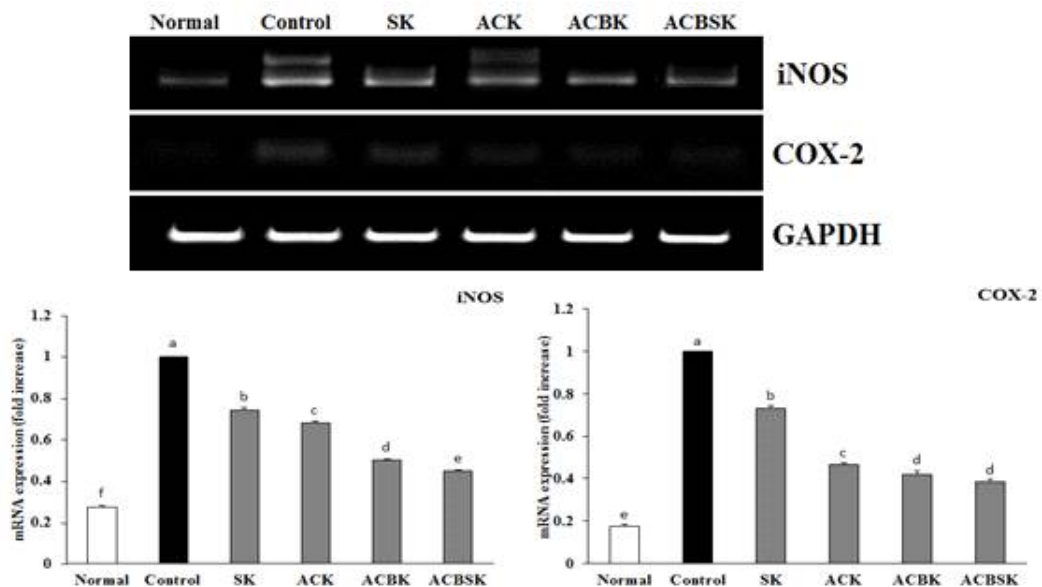 Normal Control SK ACK ACBK ACBSK
iNOS
COX-2
GAPDH
iNOS
mRNA expression (fold increase)
1.2
1
0.8
0.6
0.4
0.2
0
f
a
b
c
d
e
Normal Control SK ACK ACBK ACBSK
COX-2
mRNA expression (fold increase)
1.2
1
0.8
0.6
0.4
0.2
0
e
a
b
c
d
d
Normal Control SK ACK ACBK ACBSK